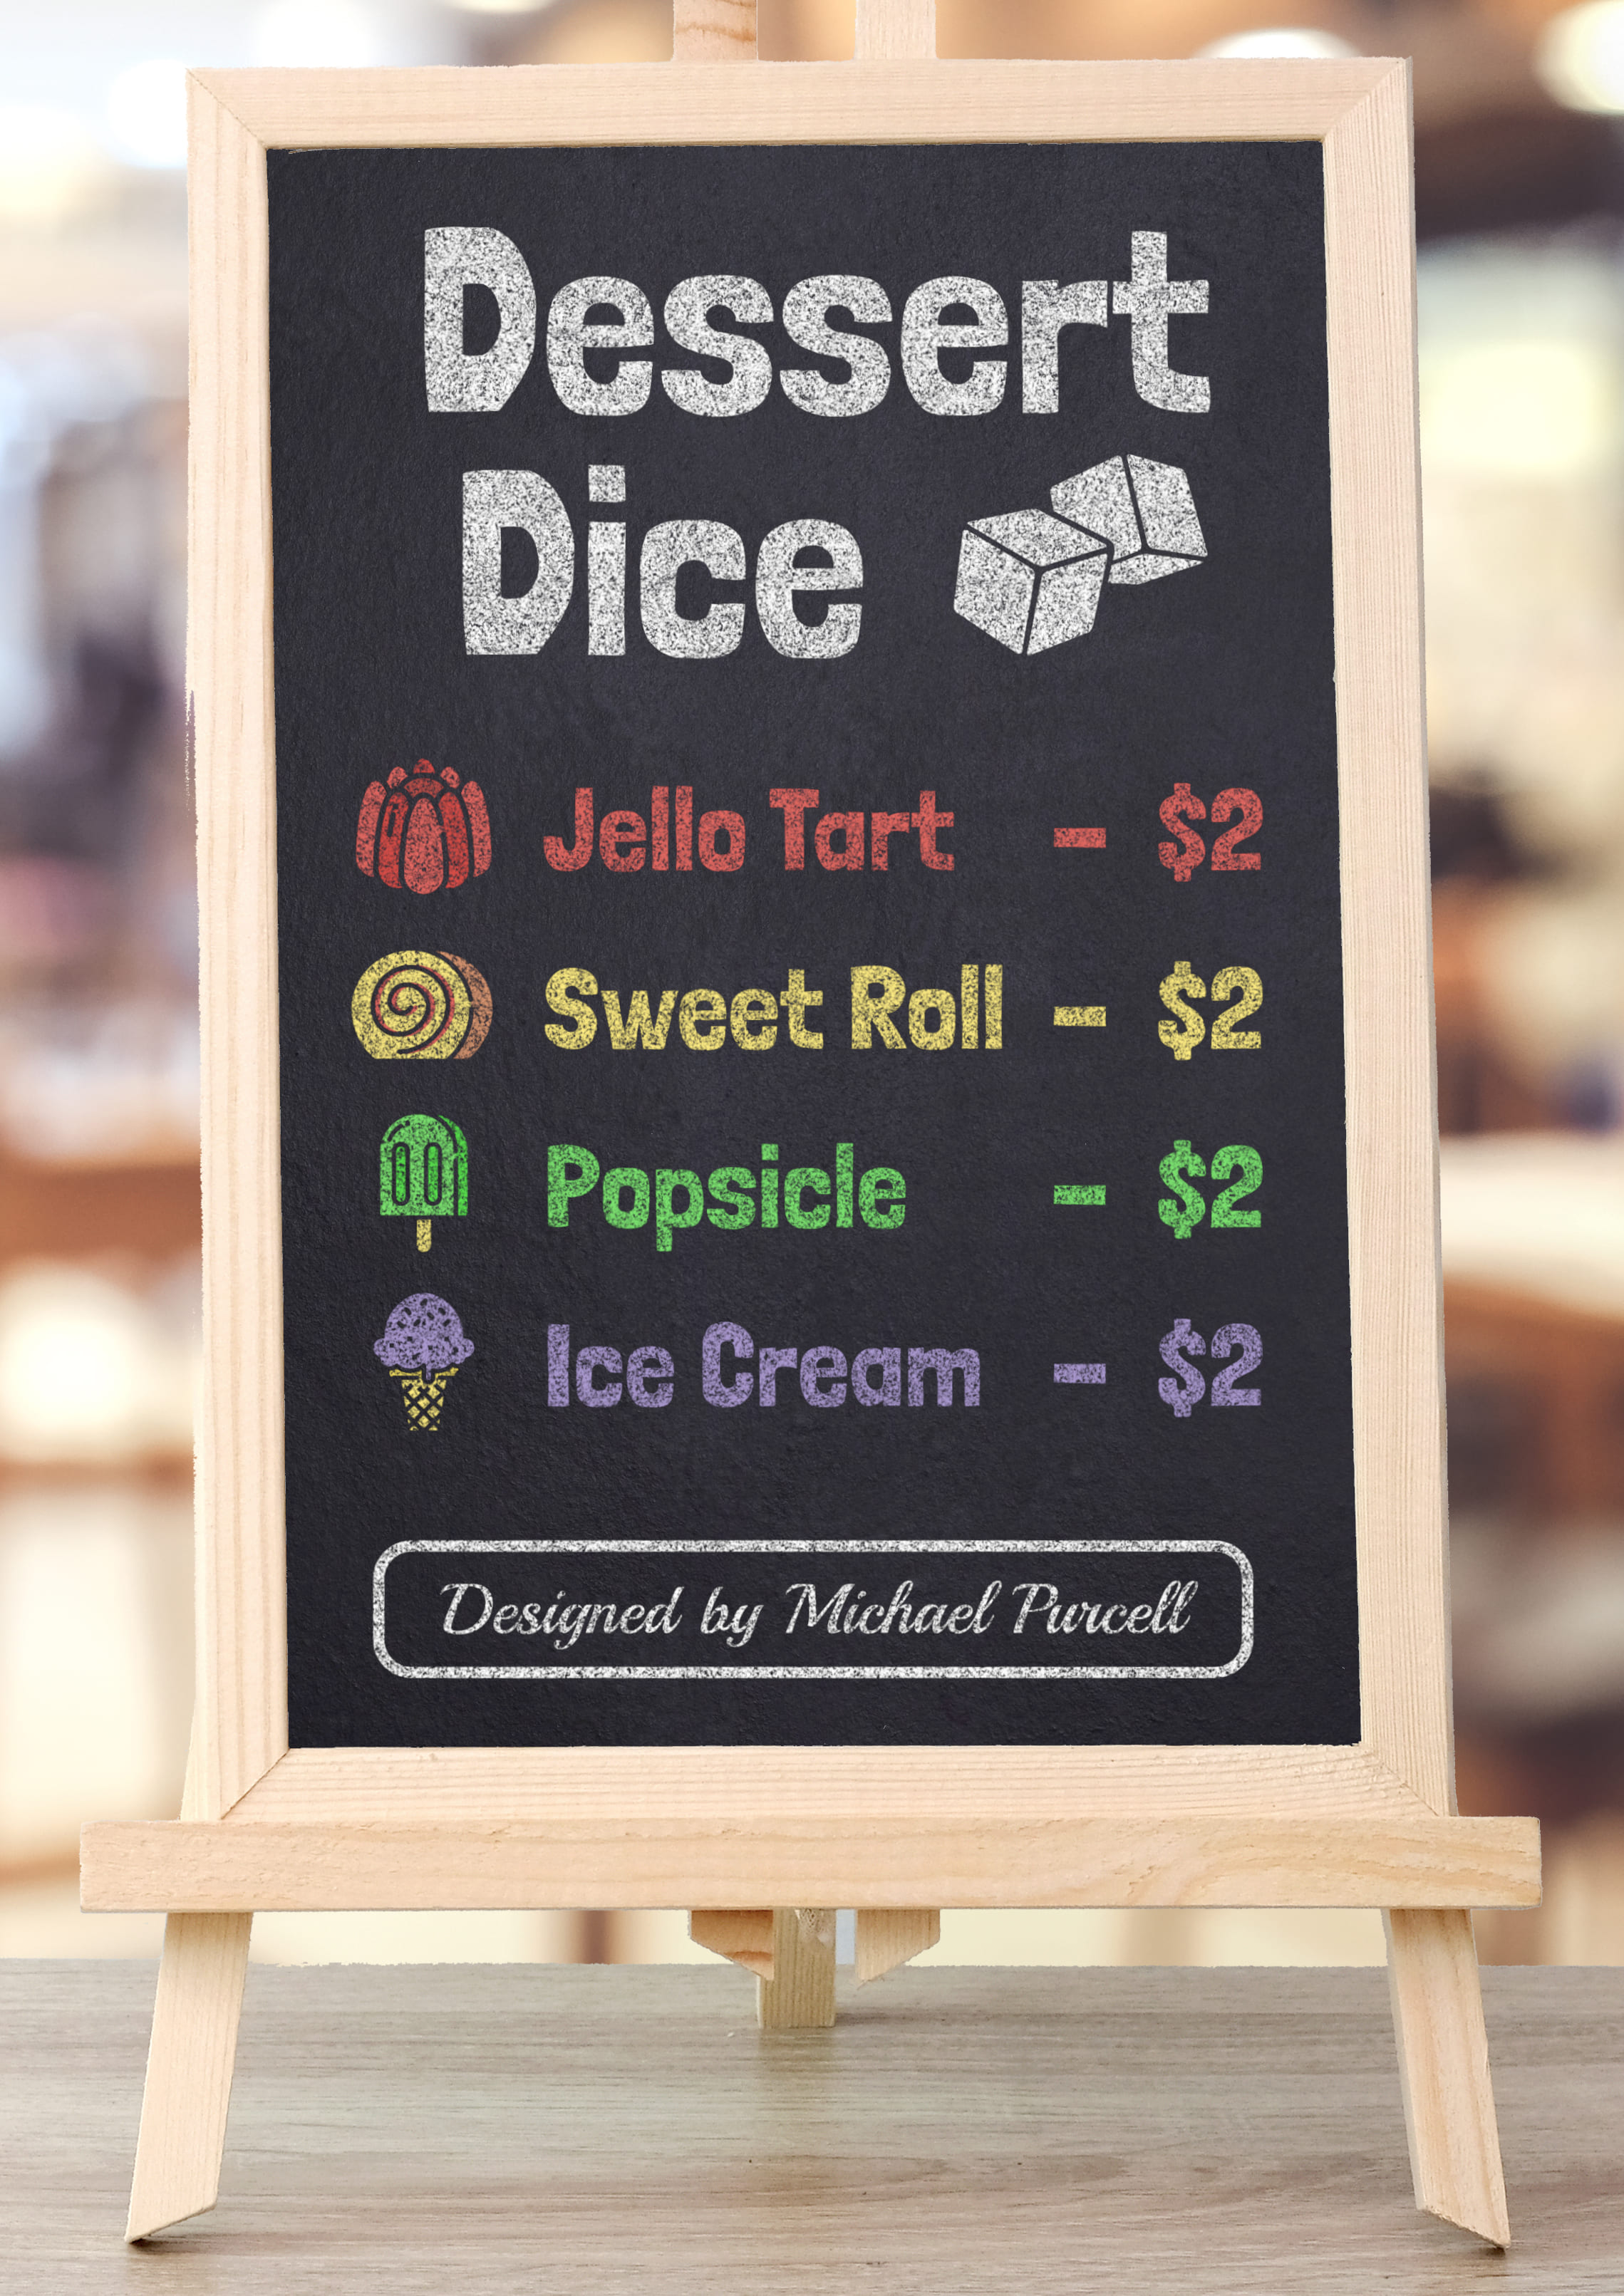 Dessert
Dice
Jello Tart - $2
Sweet Roll - $2
Popsicle - $2
Ice Cream - $2
Designed by Michael Purcell